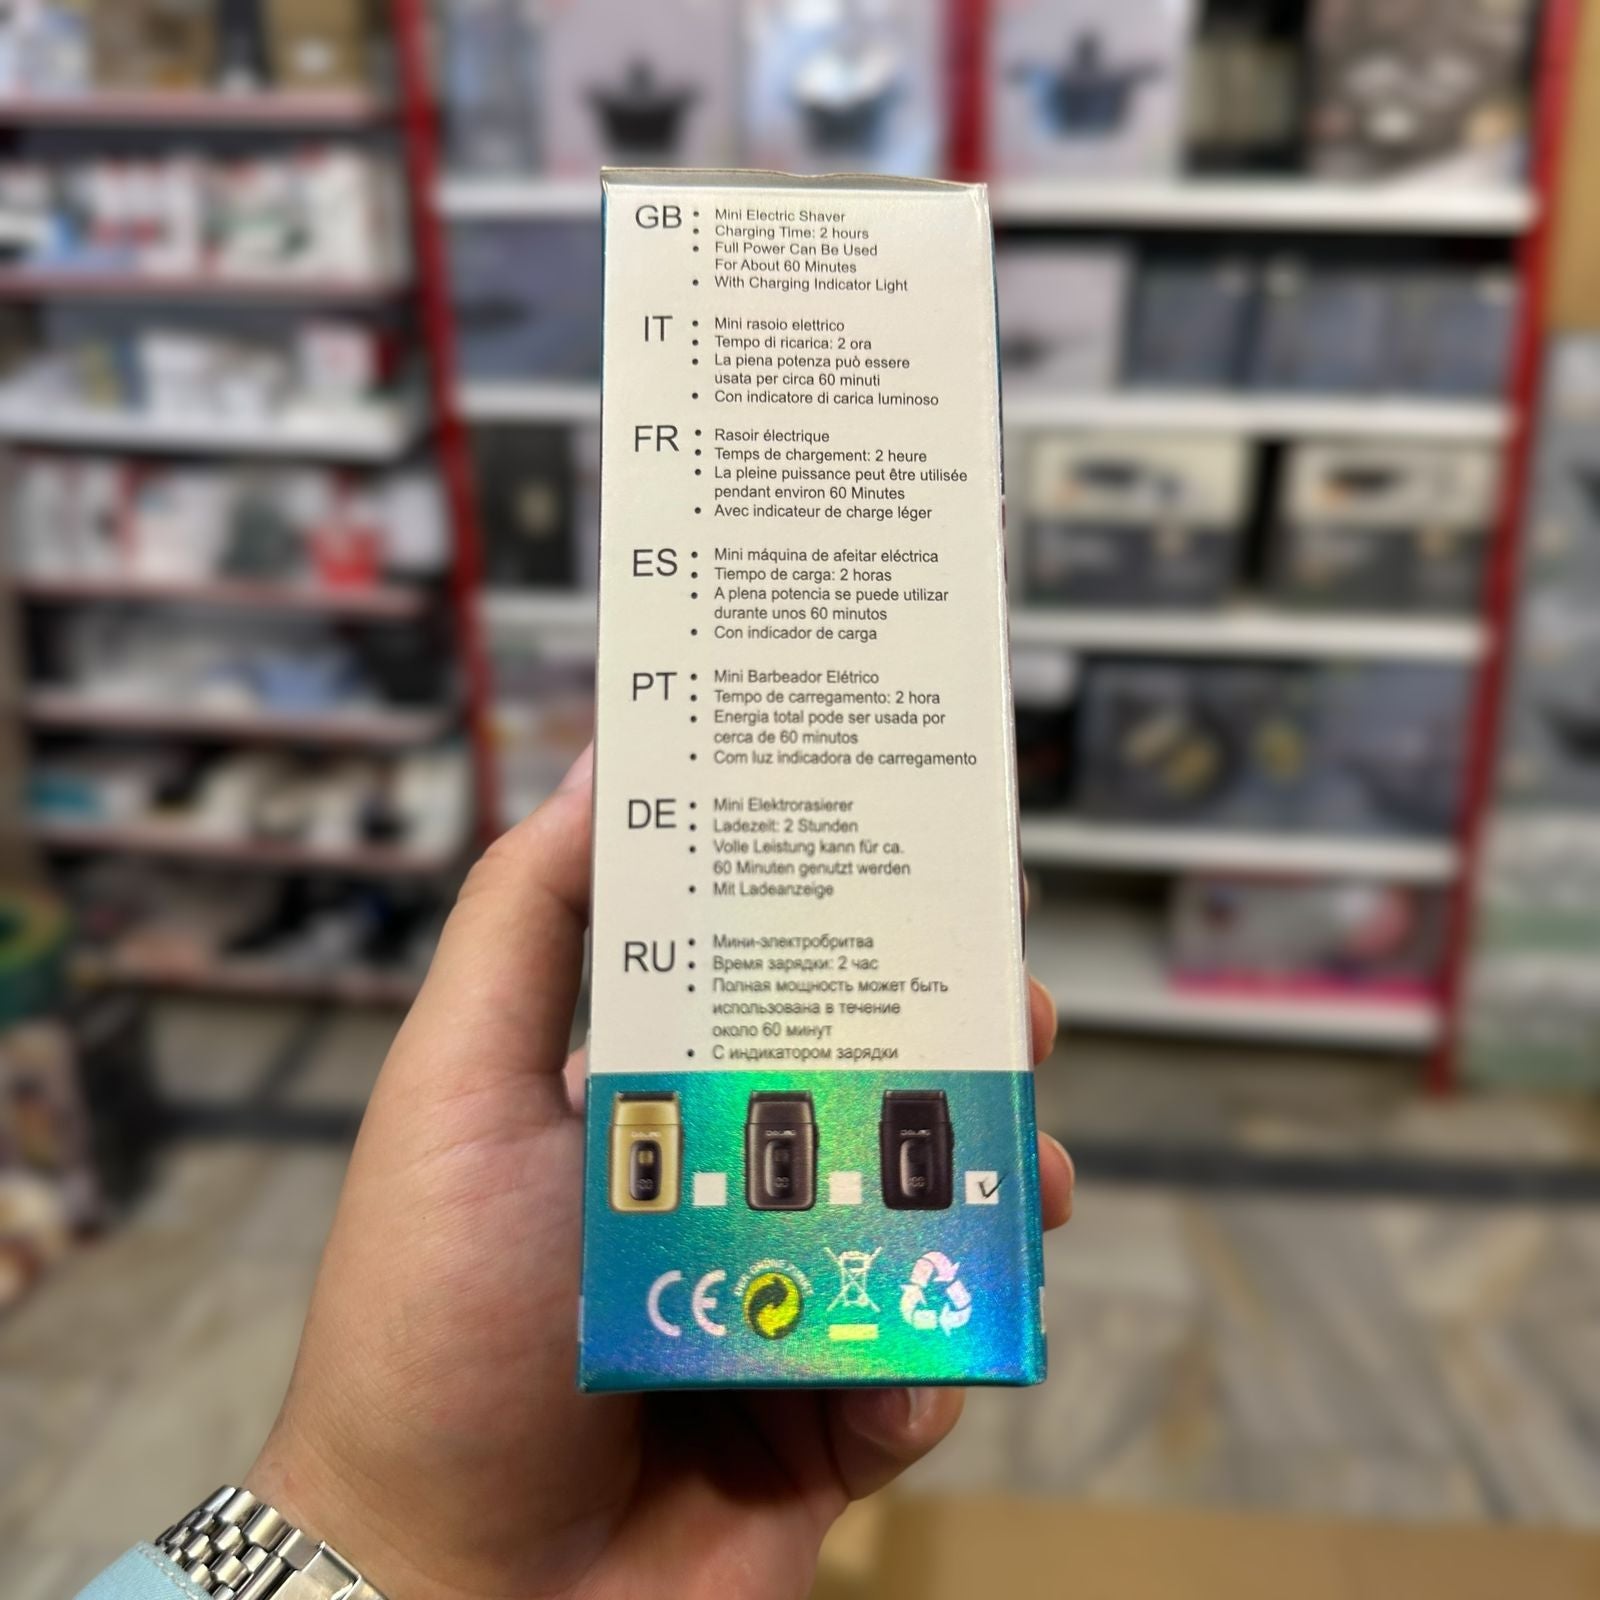 GB
• Mini Electric Shaver
• Charging Time: 2 hours
• Full Power Can Be Used
For About 60 Minutes
• With Charging Indicator Light
IT
• Mini rasoio elettrico
• Tempo di ricarica: 2 ora
• La piena potenza può essere
usata per circa 60 minuti
• Con indicatore di carica luminoso
FR
• Rasoir électrique
• Temps de chargement: 2 heure
• La pleine puissance peut être utilisée
pendant environ 60 Minutes
• Avec indicateur de charge léger
ES
• Mini máquina de afeitar eléctrica
• Tiempo de carga: 2 horas
• A plena potencia se puede utilizar
durante unos 60 minutos
• Con indicador de carga
PT
• Mini Barbeador Elétrico
• Tempo de carregamento: 2 hora
• Energia total pode ser usada por
cerca de 60 minutos
• Com luz indicadora de carregamento
DE
• Mini Elektrorasierer
• Ladezeit: 2 Stunden
• Volle Leistung kann für ca.
60 Minuten genutzt werden
• Mit Ladeanzeige
RU
• Мини-электробритва
• Время зарядки: 2 час
• Полная мощность может быть
использована в течение
около 60 минут
• С индикатором зарядки
CE